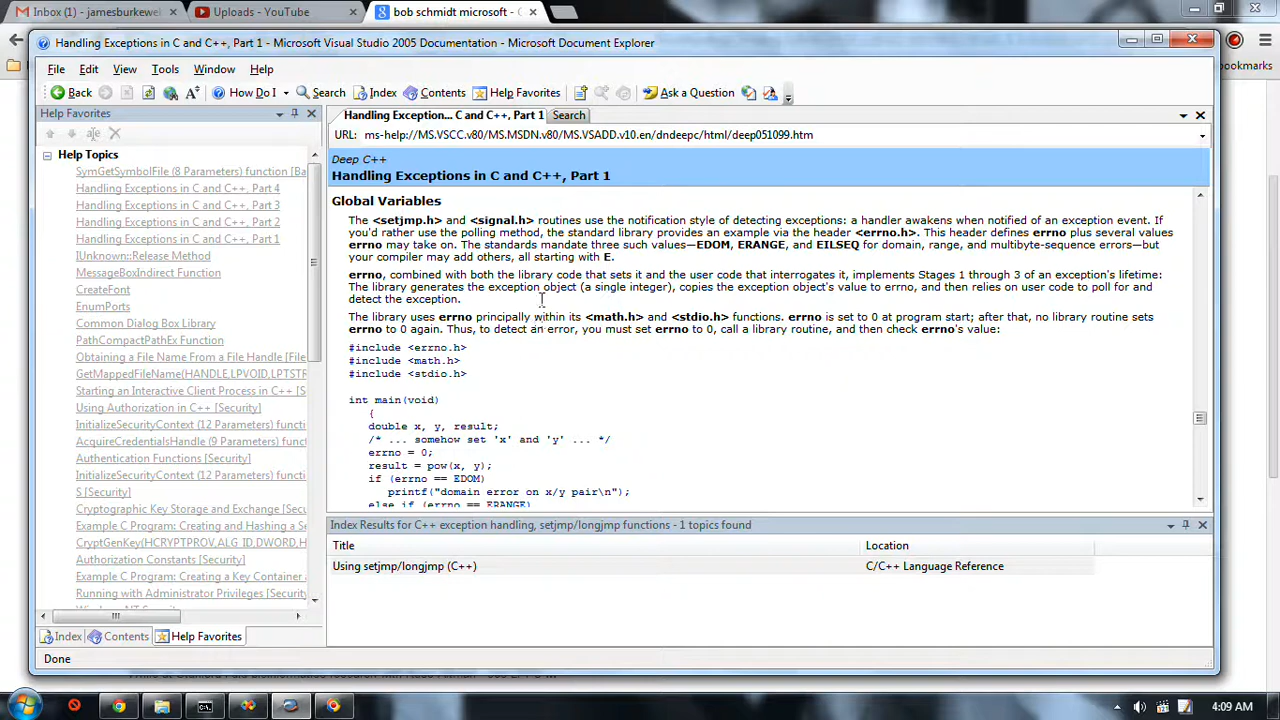 Inbox (1) - jamesburkeweb
Uploads - YouTube
bob schmidt microsoft -
Handling Exceptions in C and C++, Part 1 - Microsoft Visual Studio 2005 Documentation - Microsoft Document Explorer
File Edit View Tools Window Help
ookmarks
Back How Do I Search Index Contents Help Favorites Ask a Question
Help Favorites
Handling Exception... C and C++, Part 1 Search
URL: ms-help://MS.VSCC.v80/MS.MSDN.v80/MS.VSADD.v10.en/dndeepc/html/deep051099.htm
Help Topics
SymGetSymbolFile (8 Parameters) function [Ba
Handling Exceptions in C and C++, Part 4
Handling Exceptions in C and C++, Part 3
Handling Exceptions in C and C++, Part 2
Handling Exceptions in C and C++, Part 1
IUnknown::Release Method
MessageBoxIndirect Function
CreateFont
EnumPorts
Common Dialog Box Library
PathCompactPathEx Function
Obtaining a File Name From a File Handle [File
GetMappedFileName(HANDLE,LPVOID,LPTSTR
Starting an Interactive Client Process in C++ [S
Using Authorization in C++ [Security]
InitializeSecurityContext (12 Parameters) funct
AcquireCredentialsHandle (9 Parameters) funct
Authentication Functions [Security]
InitializeSecurityContext (12 Parameters) functi
S [Security]
Cryptographic Key Storage and Exchange [Secu
Example C Program: Creating and Hashing a Se
CryptGenKey(HCRYPTPROV,ALG_ID,DWORD,H
Authorization Constants [Security]
Example C Program: Creating a Key Container a
Running with Administrator Privileges [Security
Index Contents Help Favorites
Deep C++
Handling Exceptions in C and C++, Part 1
Global Variables
The <setjmp.h> and <signal.h> routines use the notification style of detecting exceptions: a handler awakens when notified of an exception event. If
you'd rather use the polling method, the standard library provides an example via the header <errno.h>. This header defines errno plus several values
errno may take on. The standards mandate three such values—EDOM, ERANGE, and EILSEQ for domain, range, and multibyte-sequence errors—but
your compiler may add others, all starting with E.
errno, combined with both the library code that sets it and the user code that interrogates it, implements Stages 1 through 3 of an exception's lifetime:
The library generates the exception object (a single integer), copies the exception object's value to errno, and then relies on user code to poll for and
detect the exception.
The library uses errno principally within its <math.h> and <stdio.h> functions. errno is set to 0 at program start; after that, no library routine sets
errno to 0 again. Thus, to detect an error, you must set errno to 0, call a library routine, and then check errno's value:
#include <errno.h>
#include <math.h>
#include <stdio.h>
int main(void)
{
double x, y, result;
/* ... somehow set 'x' and 'y' ... */
errno = 0;
result = pow(x, y);
if (errno == EDOM)
printf("domain error on x/y pair\n");
else if (errno == ERANGE)
Index Results for C++ exception handling, setjmp/longjmp functions - 1 topics found
Title Location
Using setjmp/longjmp (C++) C/C++ Language Reference
Done
4:09 AM